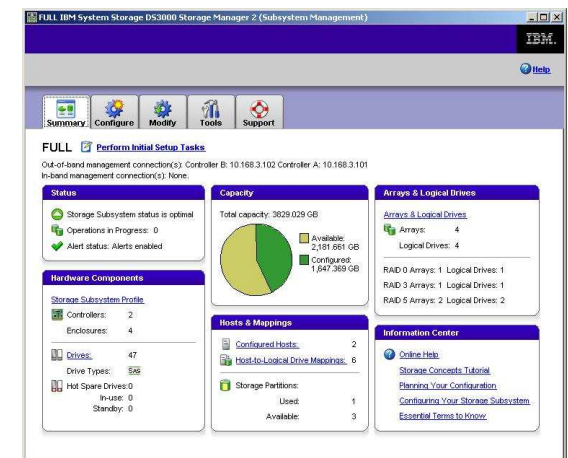 FULL IBM System Storage DS3000 Storage Manager 2 (Subsystem Management)
IBM.
Help
Summary Configure Modify Tools Support
FULL Perform Initial Setup Tasks
Out-of-band management connection(s): Controller B: 10.168.3.102 Controller A: 10.168.3.101
In-band management connection(s): None.
Status
Storage Subsystem status is optimal
Operations in Progress: 0
Alert status: Alerts enabled
Hardware Components
Storage Subsystem Profile
Controllers: 2
Enclosures: 4
Drives: 47
Drive Types: SAS
Hot Spare Drives: 0
In-use: 0
Standby: 0
Capacity
Total capacity: 3829.029 GB
Available:
2,181.661 GB
Configured:
1,647.369 GB
Hosts & Mappings
Configured Hosts: 2
Host-to-Logical Drive Mappings: 6
Storage Partitions:
Used: 1
Available: 3
Arrays & Logical Drives
Arrays & Logical Drives
Arrays: 4
Logical Drives: 4
RAID 0 Arrays: 1 Logical Drives: 1
RAID 3 Arrays: 1 Logical Drives: 1
RAID 5 Arrays: 2 Logical Drives: 2
Information Center
Online Help
Storage Concepts Tutorial
Planning Your Configuration
Configuring Your Storage Subsystem
Essential Terms to Know